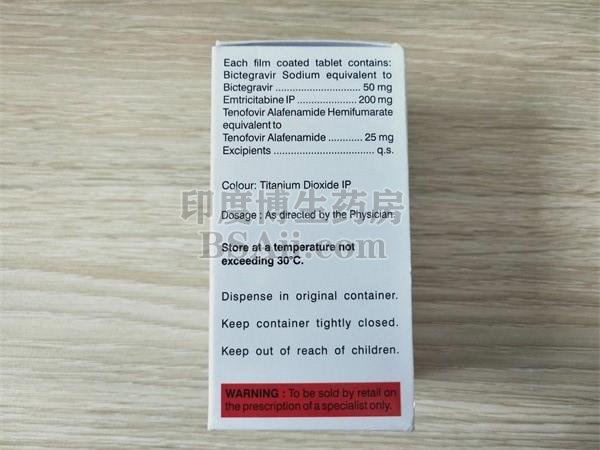 Each film coated tablet contains:
Bictegravir Sodium equivalent to
Bictegravir ............................. 50 mg
Emtricitabine IP ..................... 200 mg
Tenofovir Alafenamide Hemifumarate
equivalent to
Tenofovir Alafenamide ............ 25 mg
Excipients ................................... q.s.
Colour: Titanium Dioxide IP
印度博生药房
Dosage : As directed by the Physician.
BSAii.com
Store at a temperature not
exceeding 30°C.
Dispense in original container.
Keep container tightly closed.
Keep out of reach of children.
WARNING : To be sold by retail on
the prescription of a specialist only.